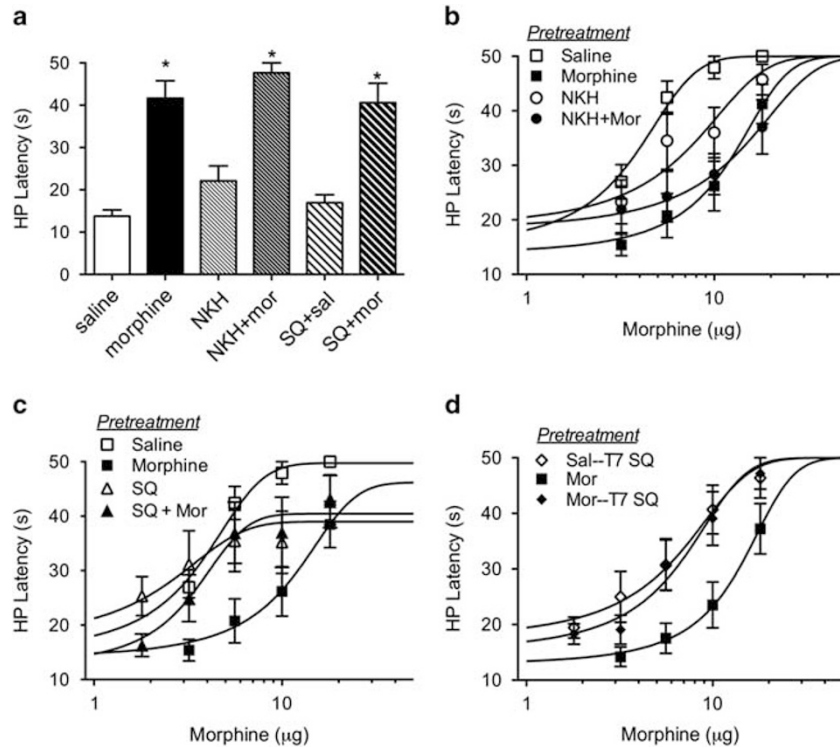 a
HP Latency (s)
50
40
30
20
10
0
*
*
*
saline
morphine
NKH
NKH+mor
SQ+sal
SQ+mor
b
Pretreatment
Saline
Morphine
NKH
NKH+Mor
HP Latency (s)
50
40
30
20
10
1
10
Morphine (μg)
c
Pretreatment
Saline
Morphine
SQ
SQ + Mor
HP Latency (s)
50
40
30
20
10
1
10
Morphine (μg)
d
Pretreatment
Sal--T7 SQ
Mor
Mor--T7 SQ
HP Latency (s)
50
40
30
20
10
1
10
Morphine (μg)